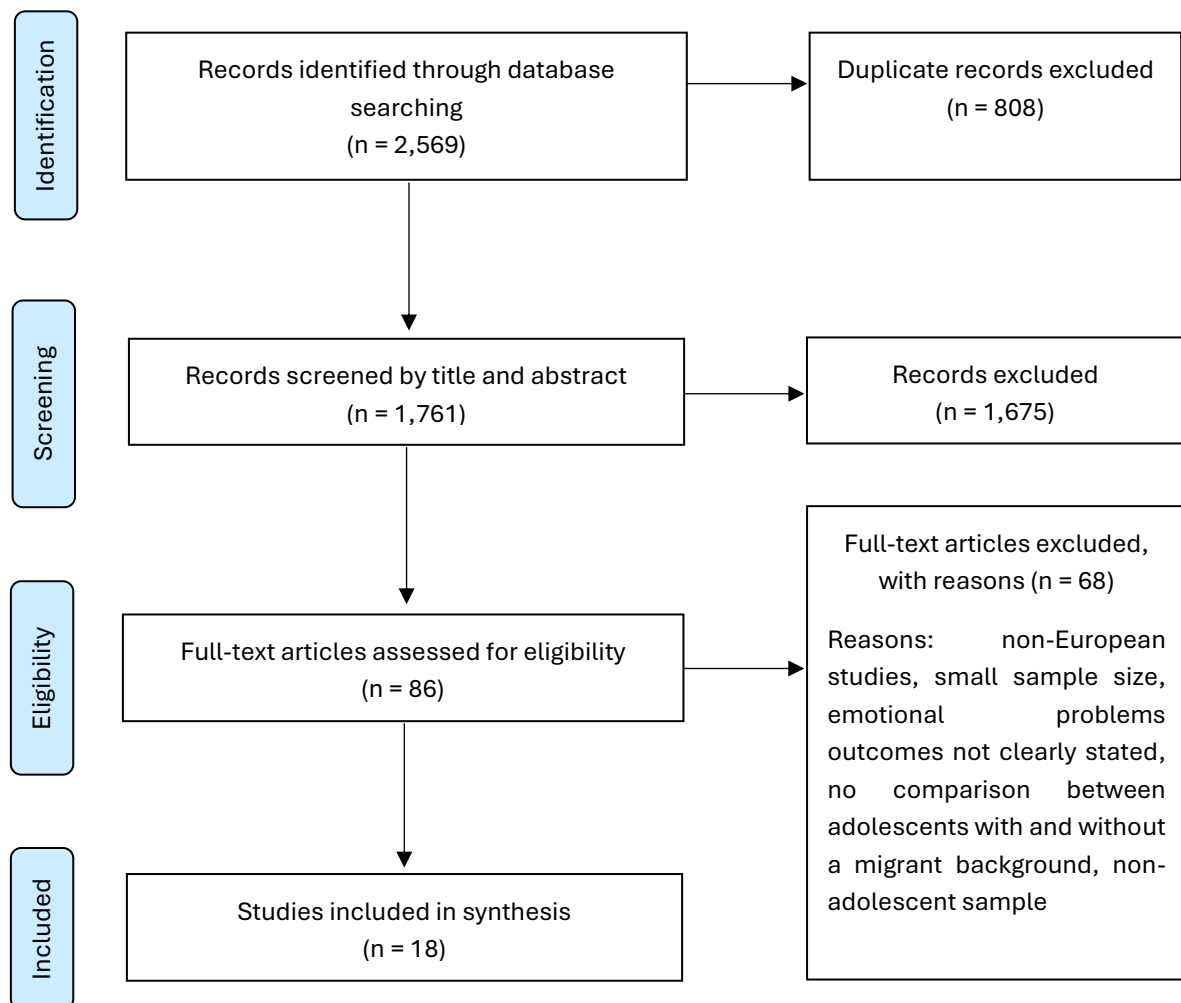 Identification
Records identified through database
searching
(n = 2,569)
Duplicate records excluded
(n = 808)
Screening
Records screened by title and abstract
(n = 1,761)
Records excluded
(n = 1,675)
Eligibility
Full-text articles assessed for eligibility
(n = 86)
Full-text articles excluded,
with reasons (n = 68)
Reasons: non-European
studies, small sample size,
emotional problems
outcomes not clearly stated,
no comparison between
adolescents with and without
a migrant background, non-
adolescent sample
Included
Studies included in synthesis
(n = 18)